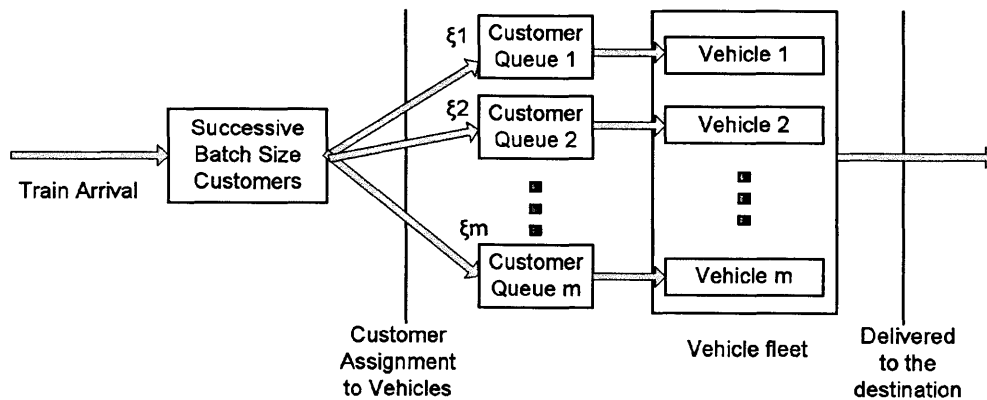 Train Arrival
Successive
Batch Size
Customers
ξ1
ξ2
ξm
Customer
Assignment
to Vehicles
Customer
Queue 1
Customer
Queue 2
Customer
Queue m
Vehicle 1
Vehicle 2
Vehicle m
Vehicle fleet
Delivered
to the
destination